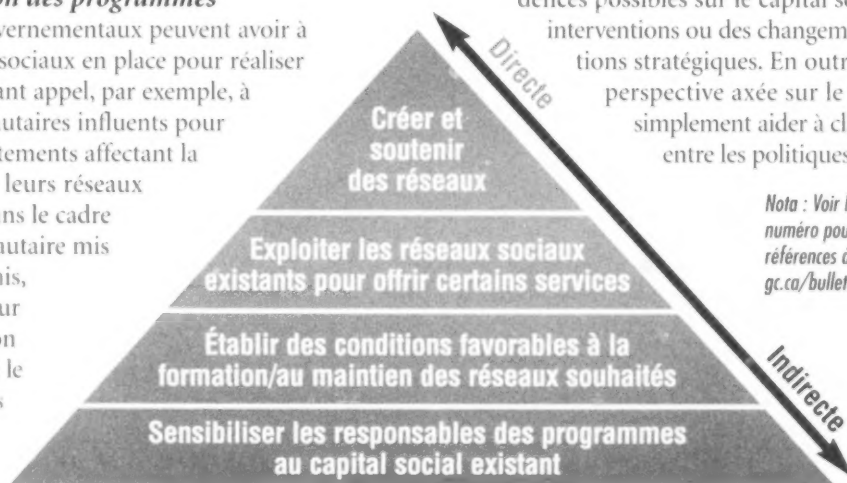 on des programmes
vernementaux peuvent avoir à
sociaux en place pour réaliser
ant appel, par exemple, à
autaires influents pour
tements affectant la
leurs réseaux
ns le cadre
autaire mis
is,
ur
on
le
s
Créer et
soutenir
des réseaux
Exploiter les réseaux sociaux
existants pour offrir certains services
Établir des conditions favorables à la
formation/au maintien des réseaux souhaités
Sensibiliser les responsables des programmes
au capital social existant
Directe
Indirecte
dences possibles sur le capital so
interventions ou des changem
tions stratégiques. En outr
perspective axée sur le
simplement aider à cl
entre les politiques
Nota : Voir l
numéro pou
références d
gc.ca/bullet